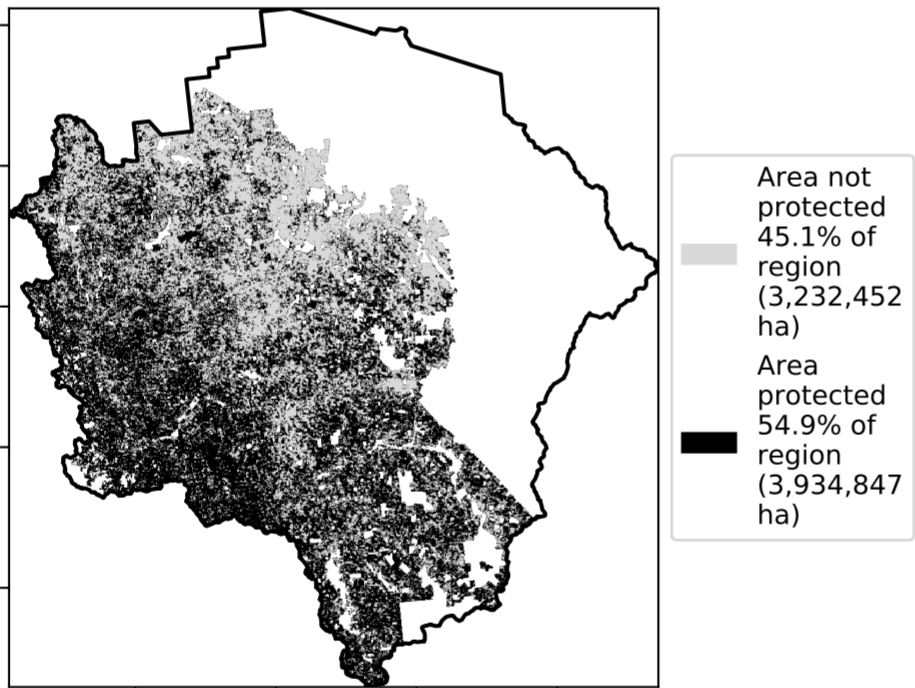 Area not
protected
45.1% of
region
(3,232,452
ha)
Area
protected
54.9% of
region
(3,934,847
ha)